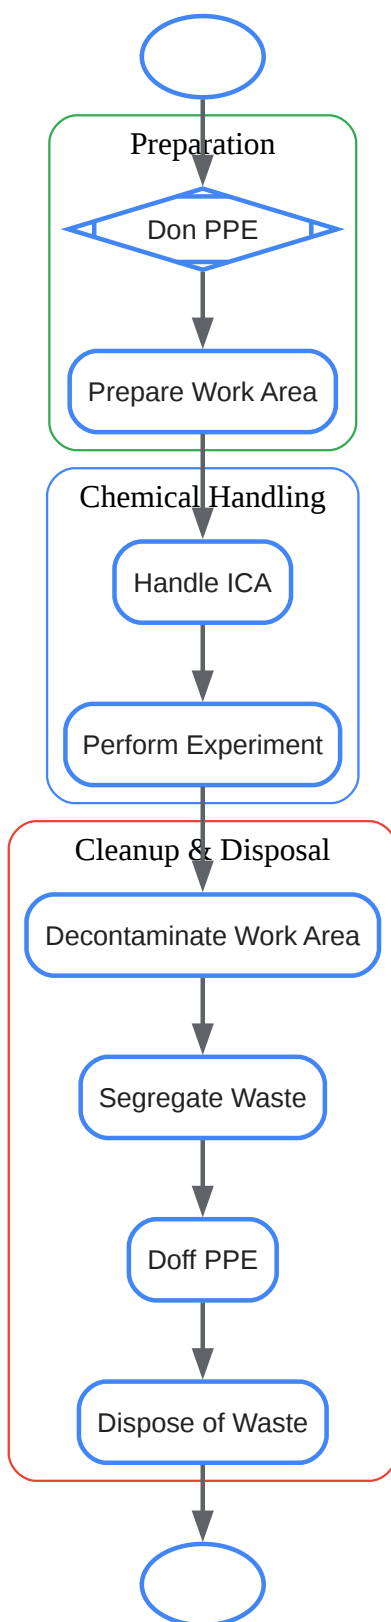 Preparation
Don PPE
Prepare Work Area
Chemical Handling
Handle ICA
Perform Experiment
Cleanup & Disposal
Decontaminate Work Area
Segregate Waste
Doff PPE
Dispose of Waste